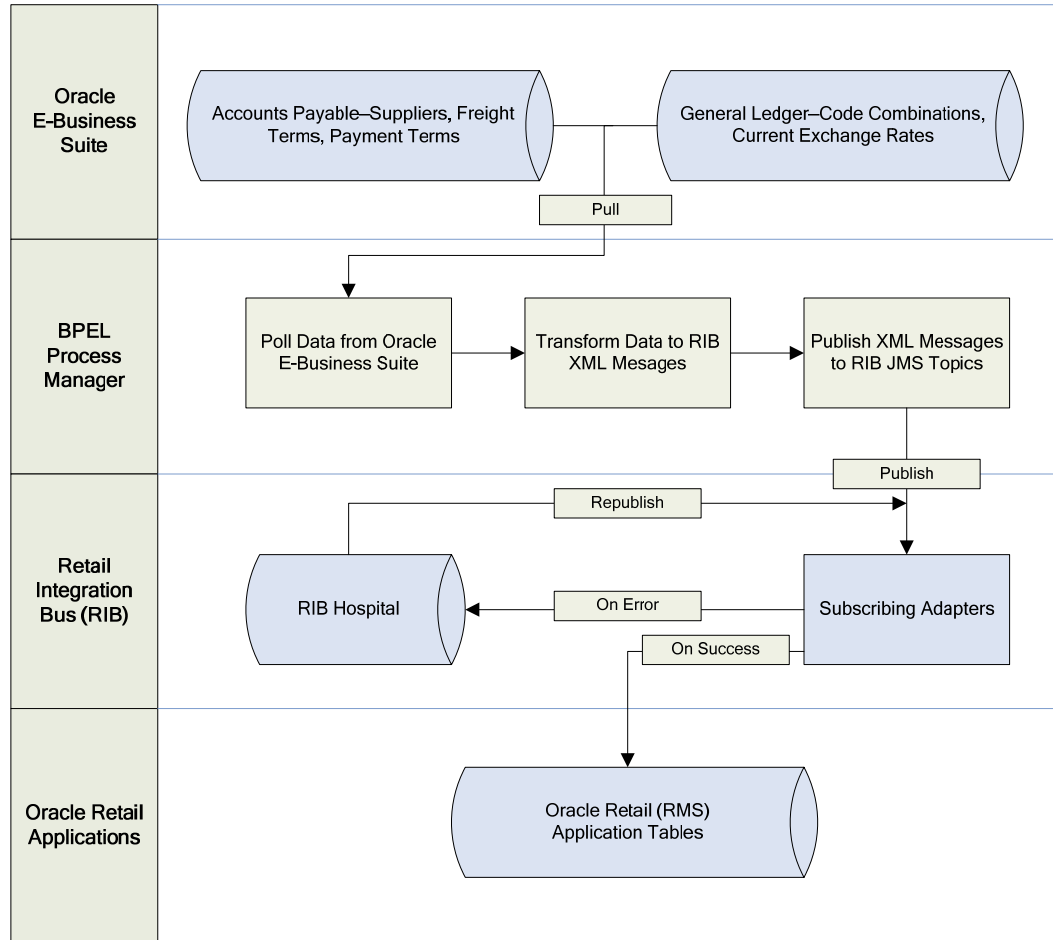 Oracle
E-Business
Suite
Accounts Payable–Suppliers, Freight
Terms, Payment Terms
General Ledger–Code Combinations,
Current Exchange Rates
Pull
BPEL
Process
Manager
Poll Data from Oracle
E-Business Suite
Transform Data to RIB
XML Mesages
Publish XML Messages
to RIB JMS Topics
Publish
Retail
Integration
Bus (RIB)
Republish
RIB Hospital
On Error
Subscribing Adapters
On Success
Oracle Retail
Applications
Oracle Retail (RMS)
Application Tables